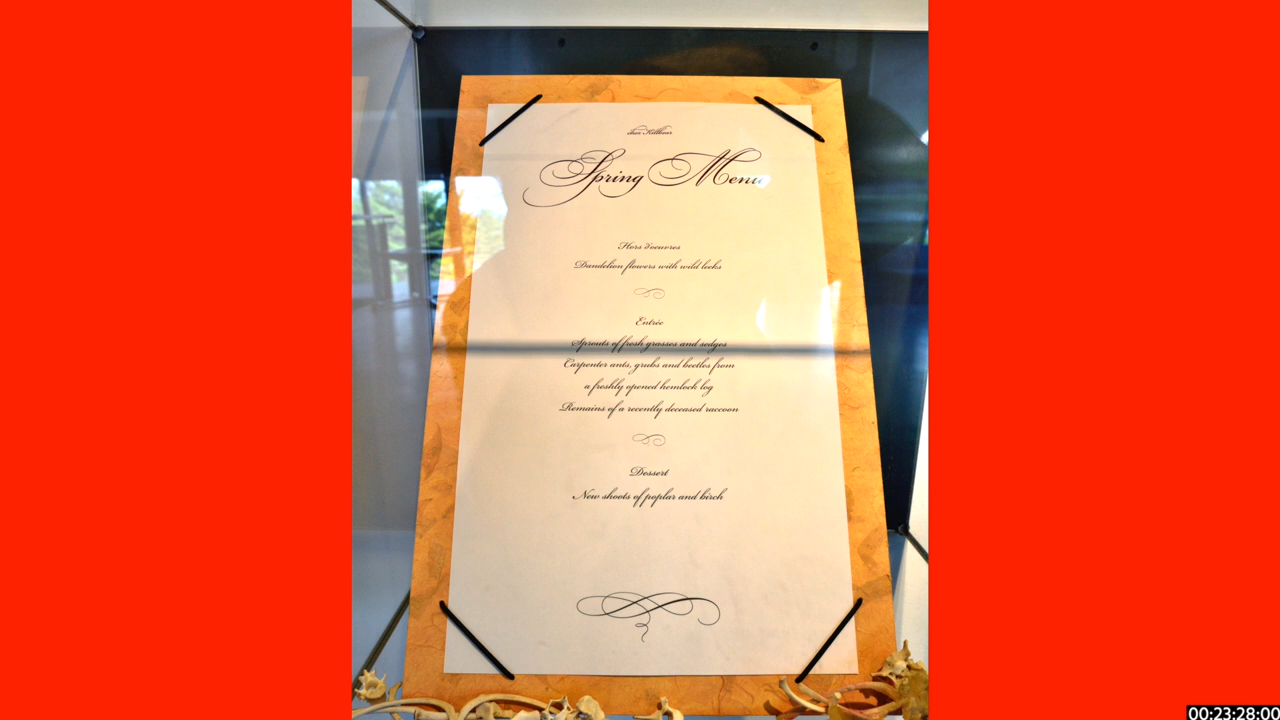 chez Killbear
Spring Menu
Hors d'oeuvres
Dandelion flowers with wild leeks
Entrée
Sprouts of fresh grasses and sedges
Carpenter ants, grubs and beetles from
a freshly opened hemlock log
Remains of a recently deceased raccoon
Dessert
New shoots of poplar and birch
00:23:28:00